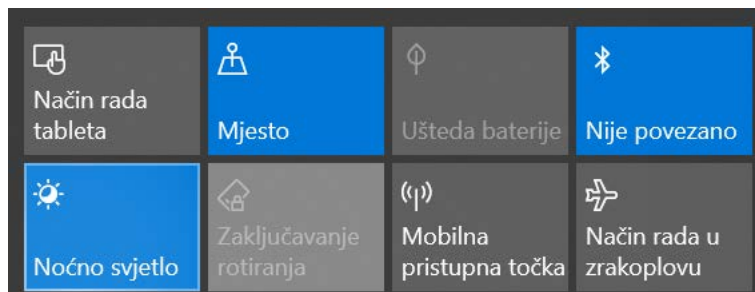 Način rada
tableta
Mjesto
Ušteda baterije
Nije povezano
Noćno svjetlo
Zaključavanje
rotiranja
Mobilna
pristupna točka
Način rada u
zrakoplovu